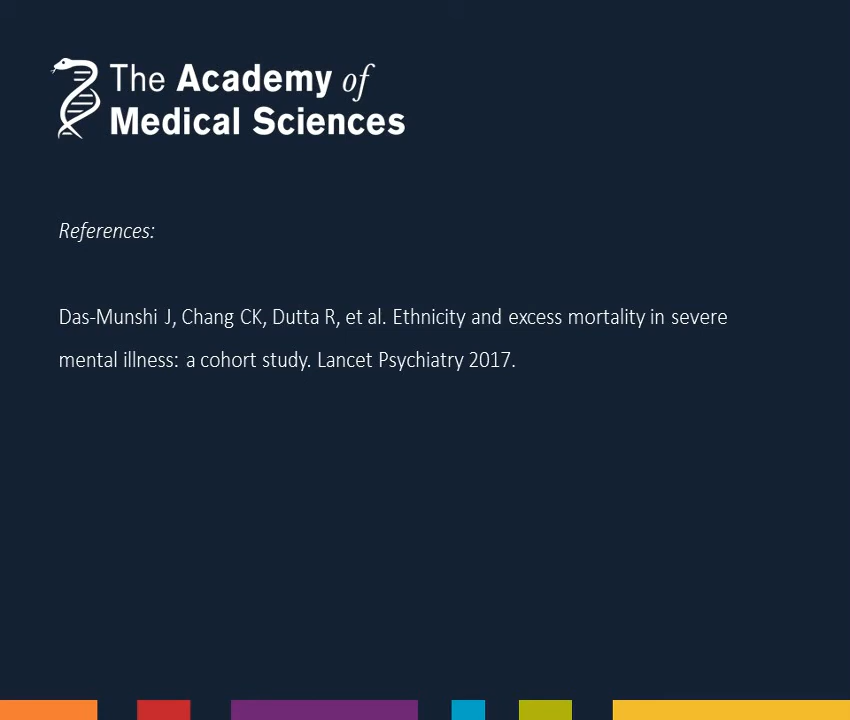 The Academy of
Medical Sciences
References:
Das-Munshi J, Chang CK, Dutta R, et al. Ethnicity and excess mortality in severe
mental illness: a cohort study. Lancet Psychiatry 2017.